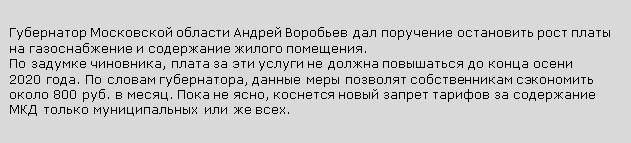 Губернатор Московской области Андрей Воробьев дал поручение остановить рост платы
на газоснабжение и содержание жилого помещения.
По задумке чиновника, плата за эти услуги не должна повышаться до конца осени
2020 года. По словам губернатора, данные меры позволят собственникам сэкономить
около 800 руб. в месяц. Пока не ясно, коснется новый запрет тарифов за содержание
МКД только муниципальных или же всех.